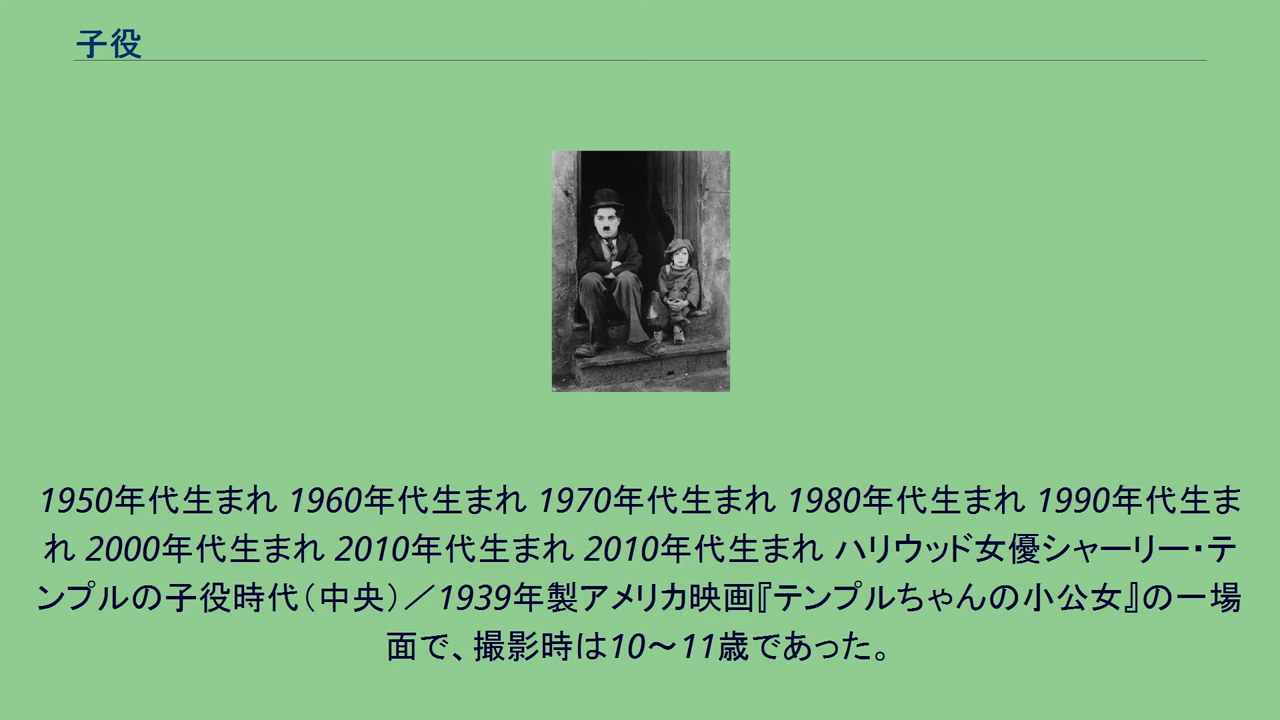 子役
1950年代生まれ 1960年代生まれ 1970年代生まれ 1980年代生まれ 1990年代生ま
れ 2000年代生まれ 2010年代生まれ 2010年代生まれ ハリウッド女優シャーリー・テ
ンプルの子役時代（中央）／1939年製アメリカ映画『テンプルちゃんの小公女』の一場
面で、撮影時は10〜11歳であった。